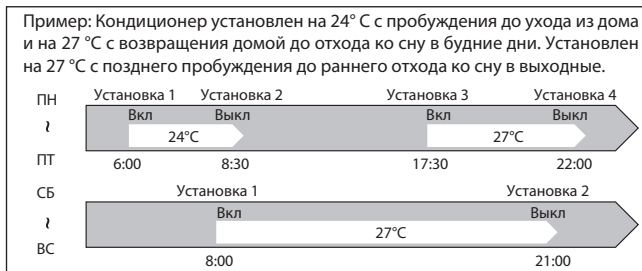 Пример: Кондиционер установлен на 24° C с пробуждения до ухода из дома
и на 27 °C с возвращения домой до отхода ко сну в будние дни. Установлен
на 27 °C с позднего пробуждения до раннего отхода ко сну в выходные.
ПН Установка 1 Установка 2 Установка 3 Установка 4
~ Вкл Выкл Вкл Выкл
24°C 27°C
ПТ 6:00 8:30 17:30 22:00
СБ Установка 1 Установка 2
~ Вкл Выкл
27°C
ВС
8:00 21:00